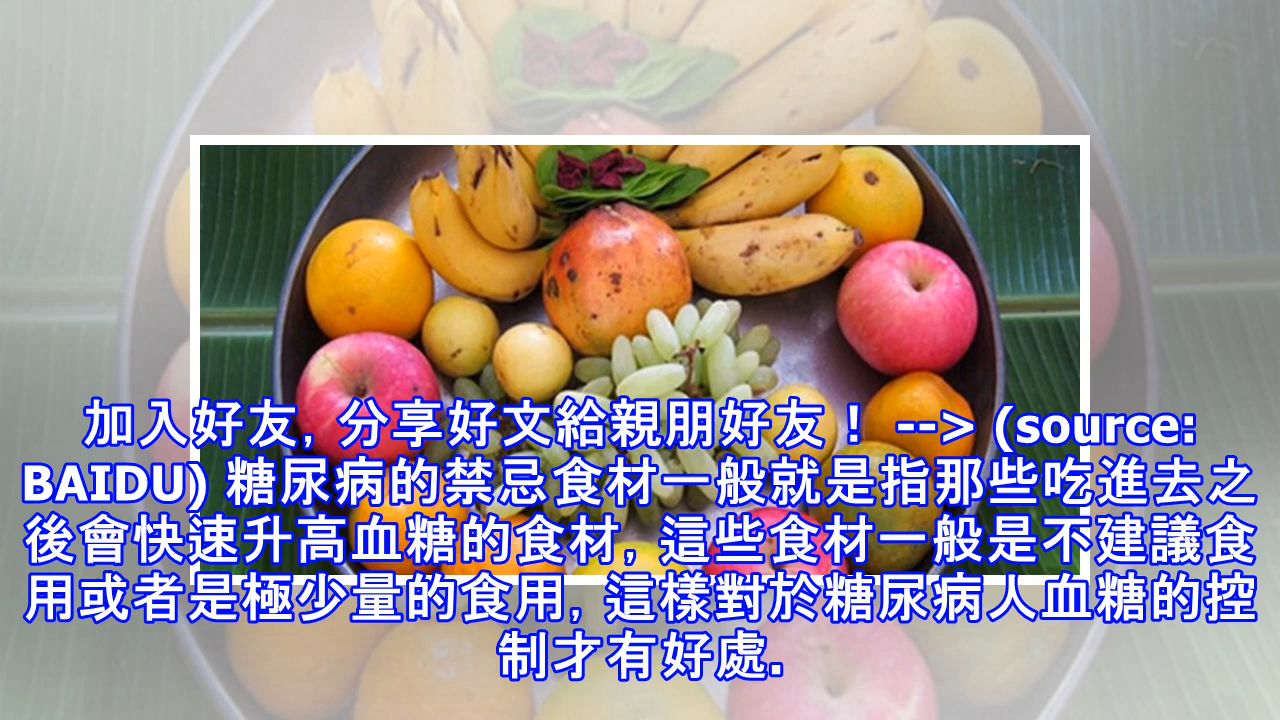 加入好友, 分享好文給親朋好友！ --> (source:
BAIDU) 糖尿病的禁忌食材一般就是指那些吃進去之
後會快速升高血糖的食材, 這些食材一般是不建議食
用或者是極少量的食用, 這樣對於糖尿病人血糖的控
制才有好處.